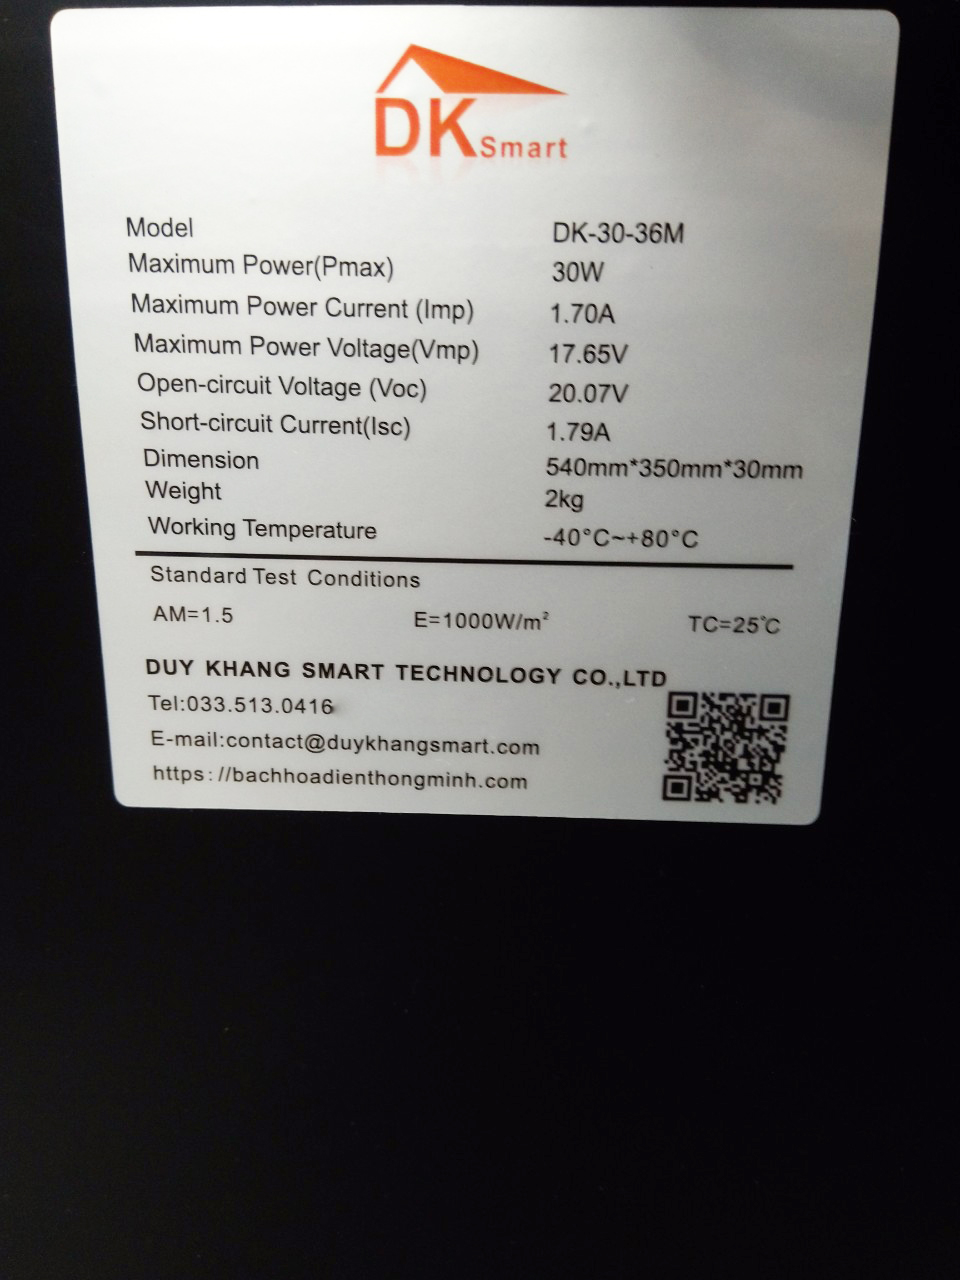 DK Smart
Model DK-30-36M
Maximum Power(Pmax) 30W
Maximum Power Current (Imp) 1.70A
Maximum Power Voltage(Vmp) 17.65V
Open-circuit Voltage (Voc) 20.07V
Short-circuit Current(Isc) 1.79A
Dimension 540mm*350mm*30mm
Weight 2kg
Working Temperature -40°C~+80°C
Standard Test Conditions
AM=1.5 E=1000W/m² TC=25℃
DUY KHANG SMART TECHNOLOGY CO.,LTD
Tel:033.513.0416
E-mail:contact@duykhangsmart.com
https://bachhoadienthongminh.com